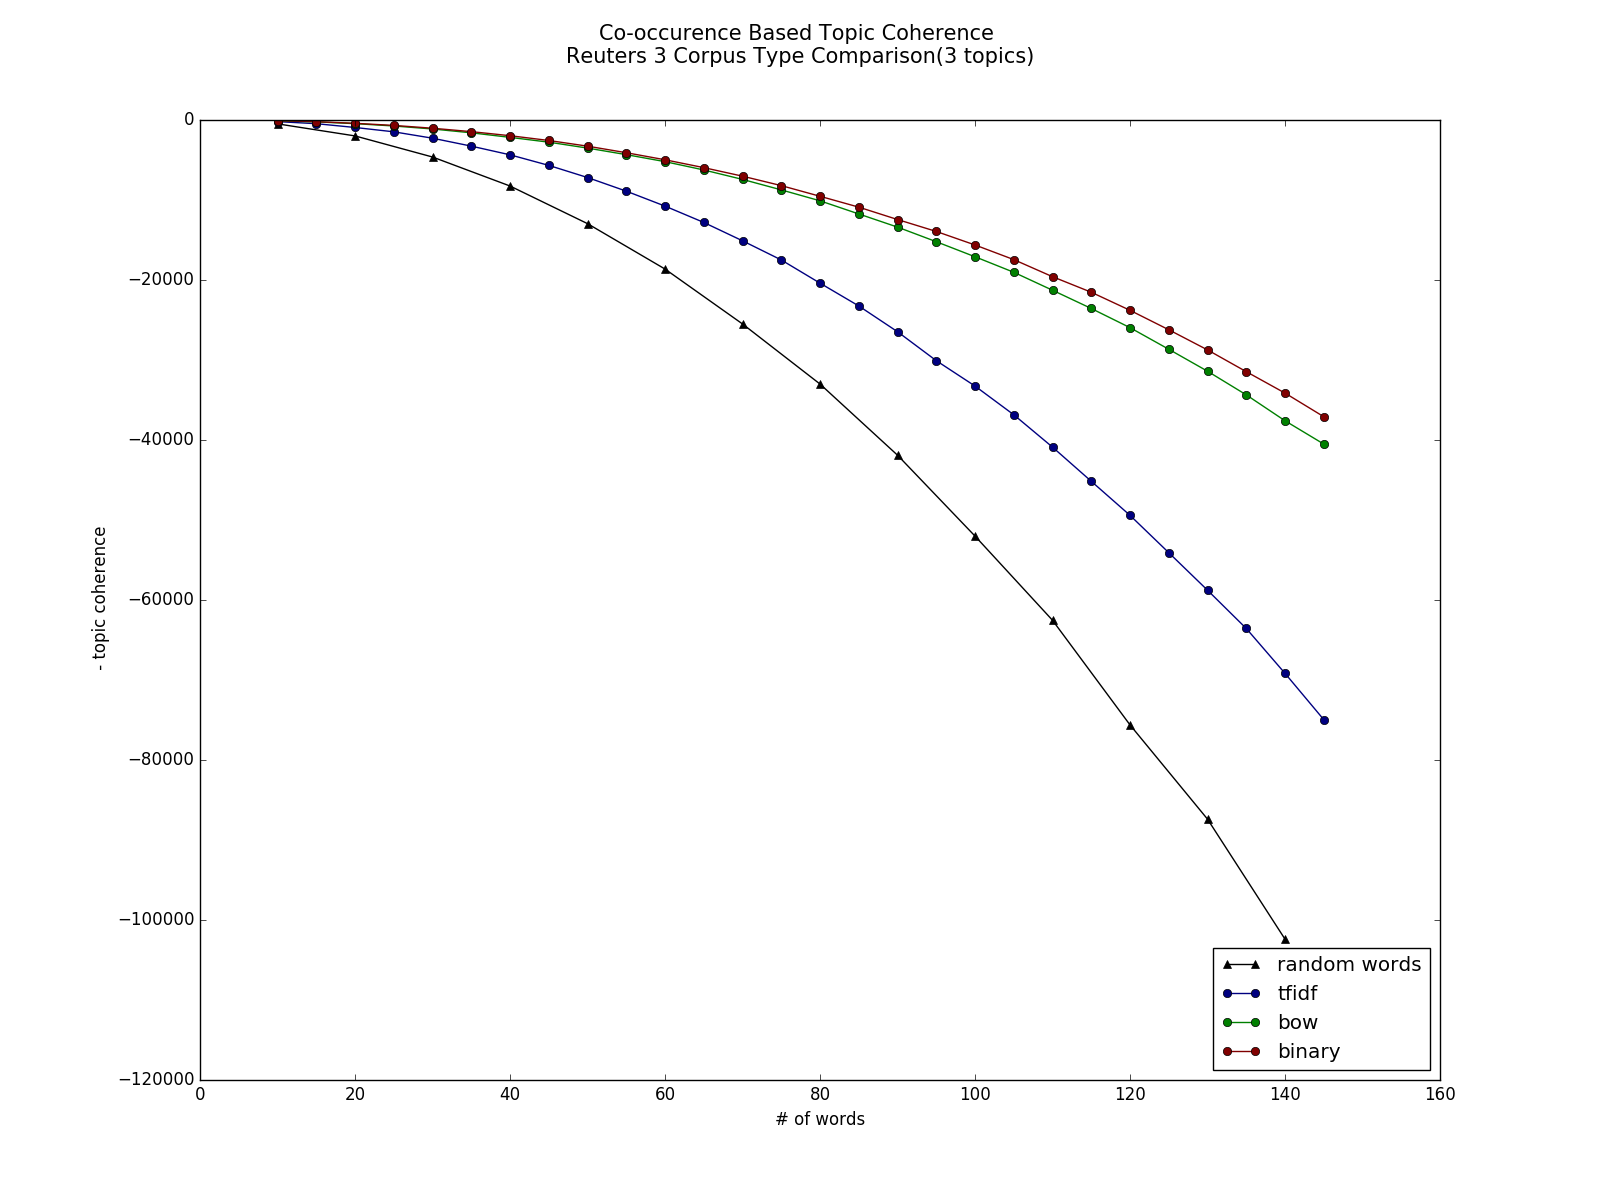 Co-occurence Based Topic Coherence
Reuters 3 Corpus Type Comparison(3 topics)
0
−20000
−40000
−60000
−80000
−100000
−120000
- topic coherence
0 20 40 60 80 100 120 140 160
# of words
random words
tfidf
bow
binary